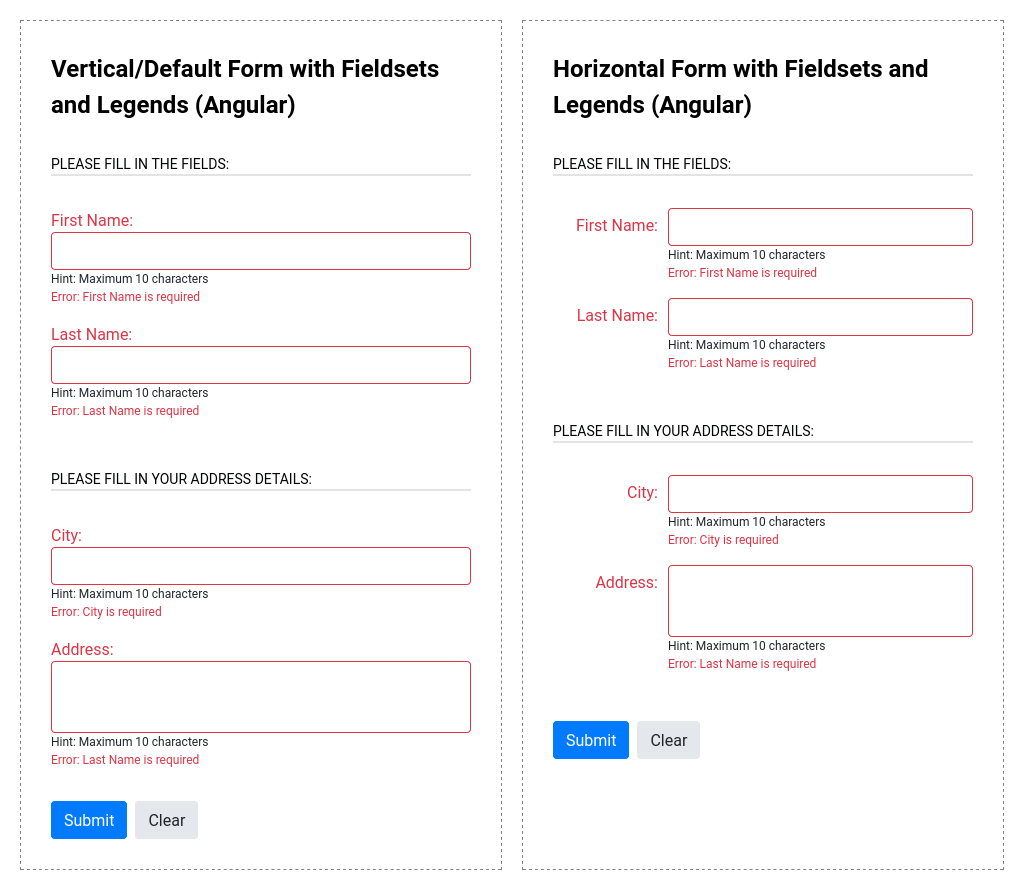 Vertical/Default Form with Fieldsets
and Legends (Angular)
PLEASE FILL IN THE FIELDS:
First Name:
Hint: Maximum 10 characters
Error: First Name is required
Last Name:
Hint: Maximum 10 characters
Error: Last Name is required
PLEASE FILL IN YOUR ADDRESS DETAILS:
City:
Hint: Maximum 10 characters
Error: City is required
Address:
Hint: Maximum 10 characters
Error: Last Name is required
Submit Clear
Horizontal Form with Fieldsets and
Legends (Angular)
PLEASE FILL IN THE FIELDS:
First Name:
Hint: Maximum 10 characters
Error: First Name is required
Last Name:
Hint: Maximum 10 characters
Error: Last Name is required
PLEASE FILL IN YOUR ADDRESS DETAILS:
City:
Hint: Maximum 10 characters
Error: City is required
Address:
Hint: Maximum 10 characters
Error: Last Name is required
Submit Clear